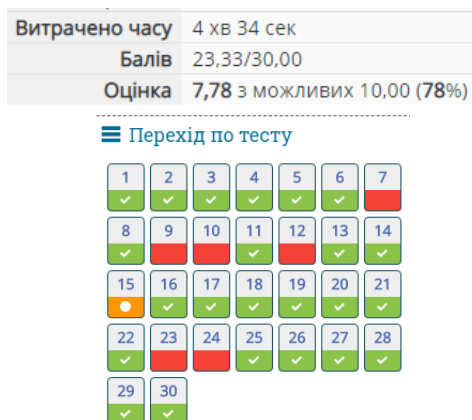 Витрачено часу 4 хв 34 сек
Балів 23,33/30,00
Оцінка 7,78 з можливих 10,00 (78%)
Перехід по тесту
1 2 3 4 5 6 7
8 9 10 11 12 13 14
15 16 17 18 19 20 21
22 23 24 25 26 27 28
29 30